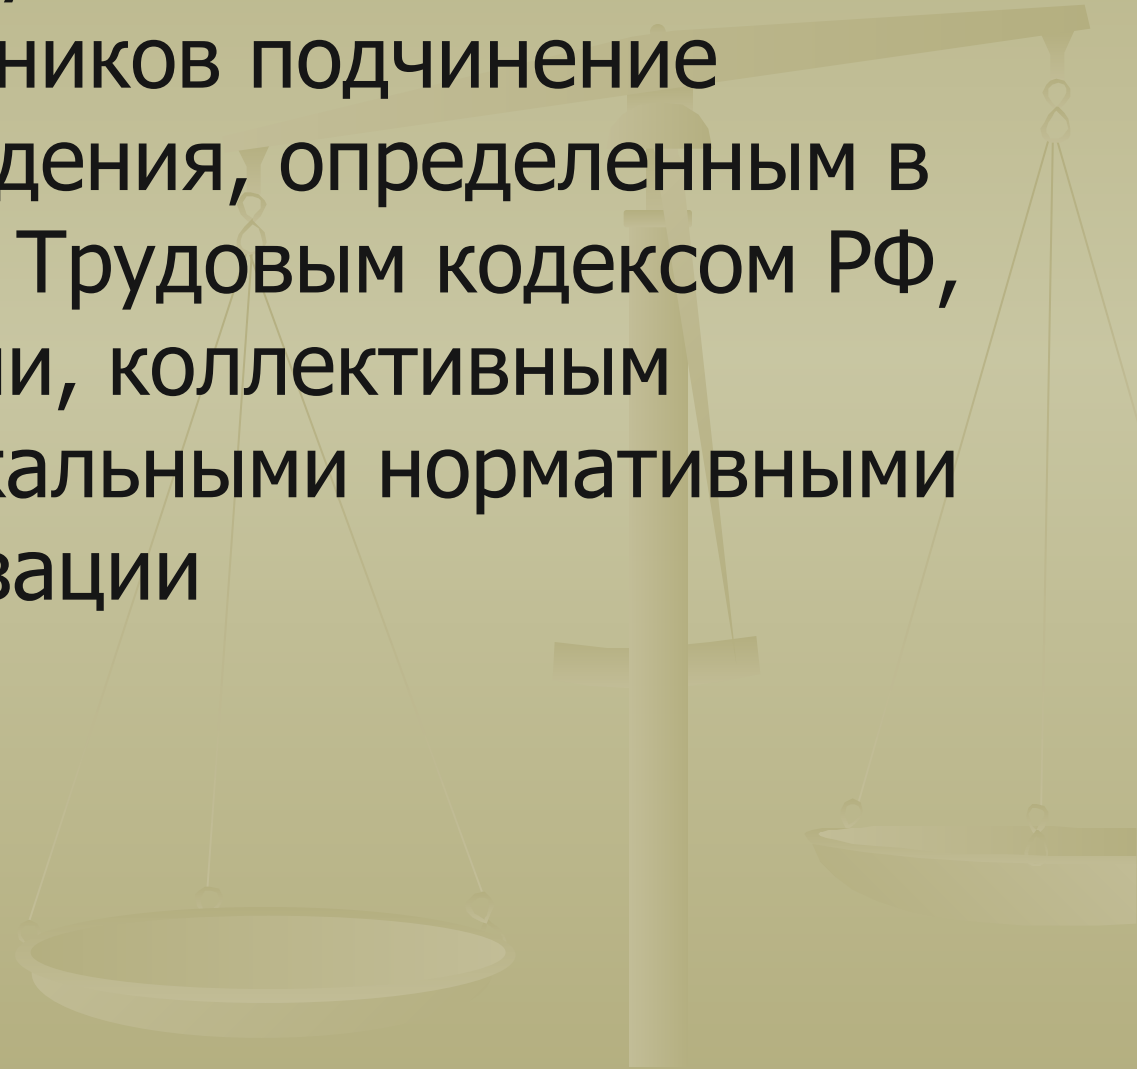 ников подчинение
дения, определенным в
Трудовым кодексом РФ,
и, коллективным
кальными нормативными
зации